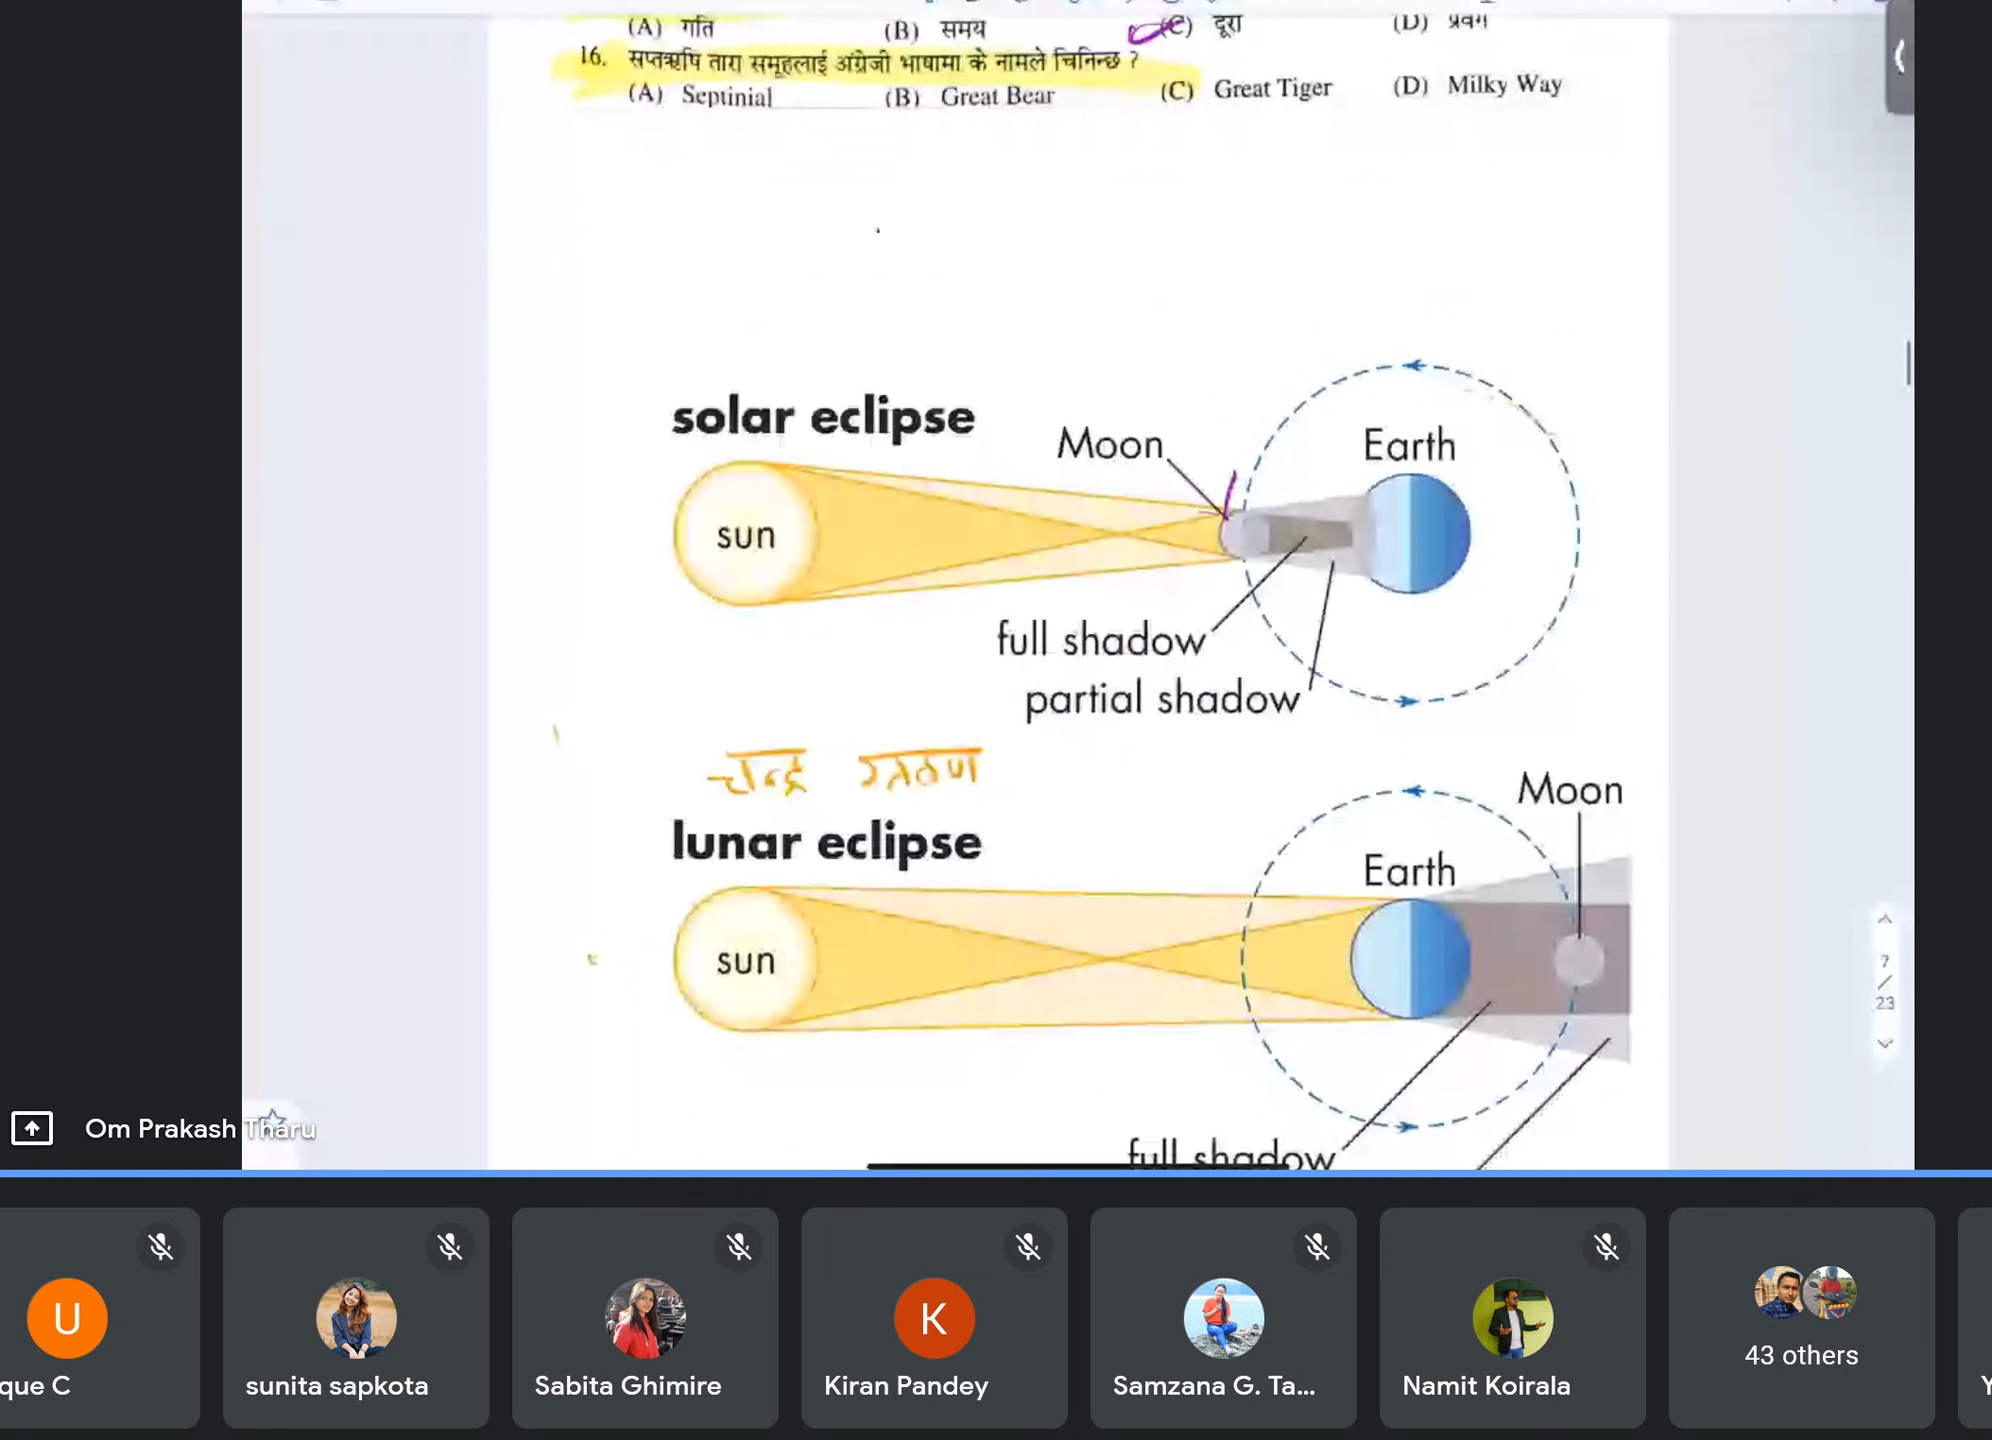 (A) गति (B) समय (C) दूरी (D) प्रवेग
16. सप्तऋषि तारा समूहलाई अंग्रेजी भाषामा के नामले चिनिन्छ ?
(A) Septinial (B) Great Bear (C) Great Tiger (D) Milky Way
solar eclipse
Moon
Earth
sun
full shadow
partial shadow
चन्द्र ग्रहण
Moon
lunar eclipse
Earth
sun
7
/
23
Om Prakash Tharu
full shadow
U
K
que C
sunita sapkota
Sabita Ghimire
Kiran Pandey
Samzana G. Ta...
Namit Koirala
43 others
Y